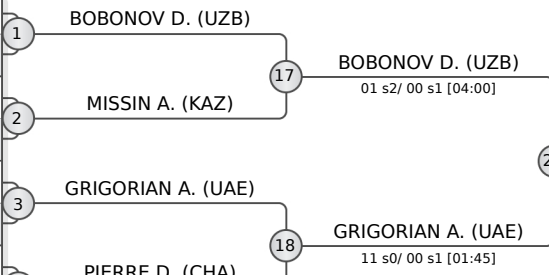 BOBONOV D. (UZB)
1
17
BOBONOV D. (UZB)
01 s2/ 00 s1 [04:00]
MISSIN A. (KAZ)
2
GRIGORIAN A. (UAE)
3
18
GRIGORIAN A. (UAE)
11 s0/ 00 s1 [01:45]
PIERRE D. (CHA)